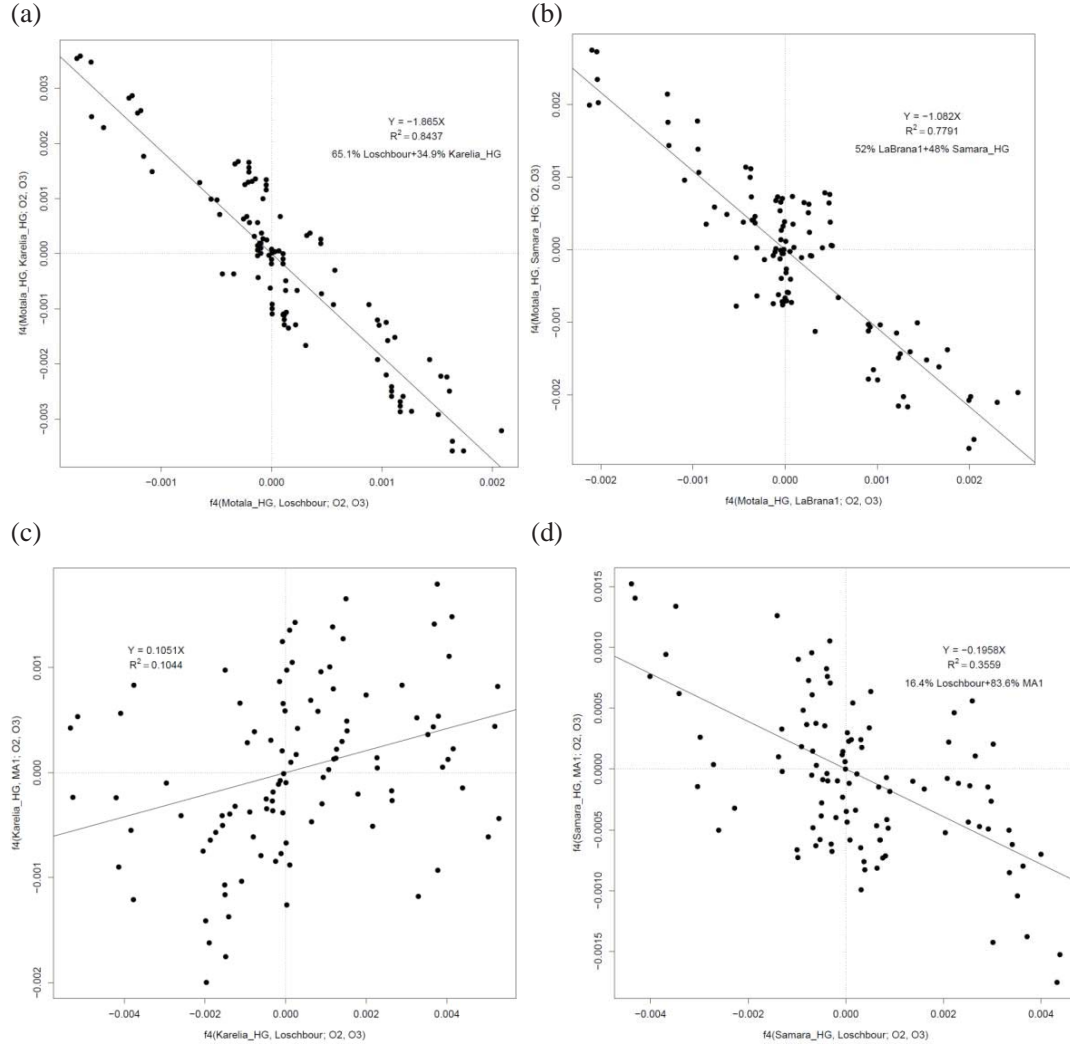 (a)
0.003
0.002
0.001
0.000
−0.001
−0.002
−0.003
f4(Motala_HG, Karelia_HG; O2, O3)
Y = −1.865X
R² = 0.8437
65.1% Loschbour+34.9% Karelia_HG
−0.001 0.000 0.001 0.002
f4(Motala_HG, Loschbour; O2, O3)
(b)
0.002
0.001
0.000
−0.001
−0.002
f4(Motala_HG, Samara_HG; O2, O3)
Y = −1.082X
R² = 0.7791
52% LaBrana1+48% Samara_HG
−0.002 −0.001 0.000 0.001 0.002
f4(Motala_HG, LaBrana1; O2, O3)
(c)
0.001
0.000
−0.001
−0.002
f4(Karelia_HG, MA1; O2, O3)
Y = 0.1051X
R² = 0.1044
−0.004 −0.002 0.000 0.002 0.004
f4(Karelia_HG, Loschbour; O2, O3)
(d)
0.0015
0.0010
0.0005
0.0000
−0.0005
−0.0010
−0.0015
f4(Samara_HG, MA1; O2, O3)
Y = −0.1958X
R² = 0.3559
16.4% Loschbour+83.6% MA1
−0.004 −0.002 0.000 0.002 0.004
f4(Samara_HG, Loschbour; O2, O3)